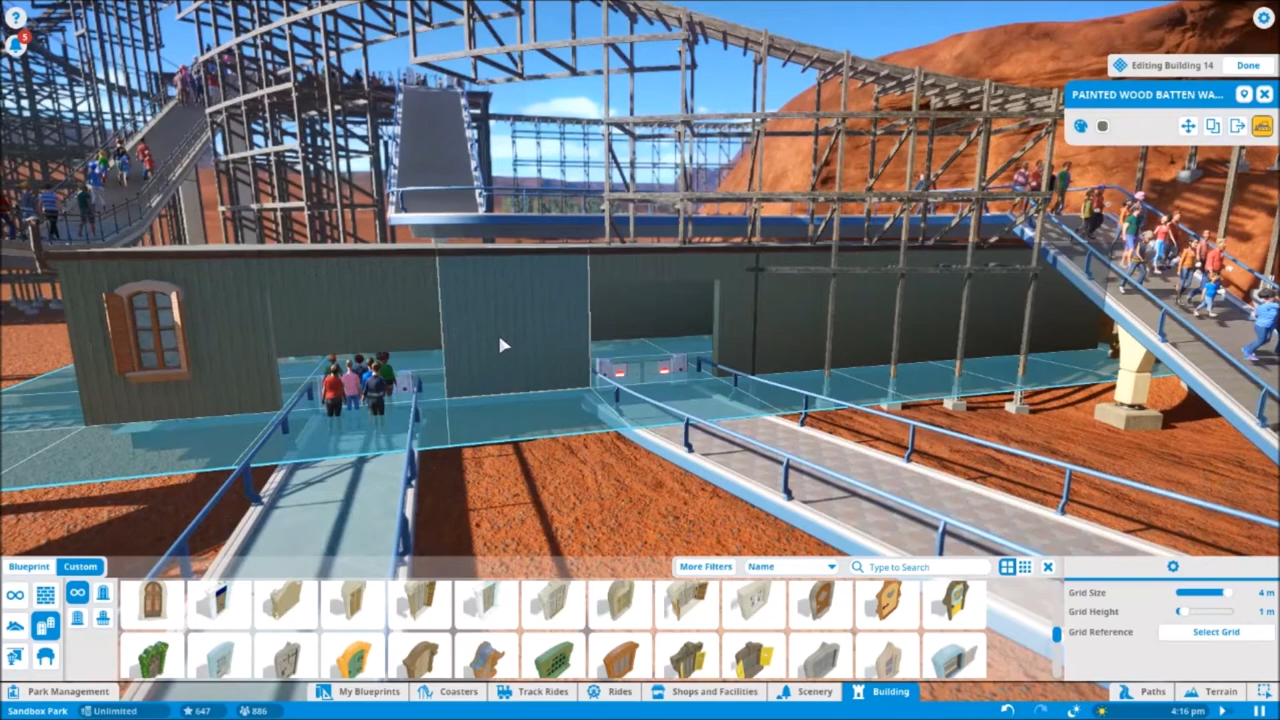 ?
5
Editing Building 14
Done
PAINTED WOOD BATTEN WA...
Blueprint
Custom
More Filters
Name
Type to Search
Grid Size
4 m
Grid Height
1 m
Grid Reference
Select Grid
Park Management
My Blueprints
Coasters
Track Rides
Rides
Shops and Facilities
Scenery
Building
Paths
Terrain
Sandbox Park
Unlimited
647
886
4:16 pm